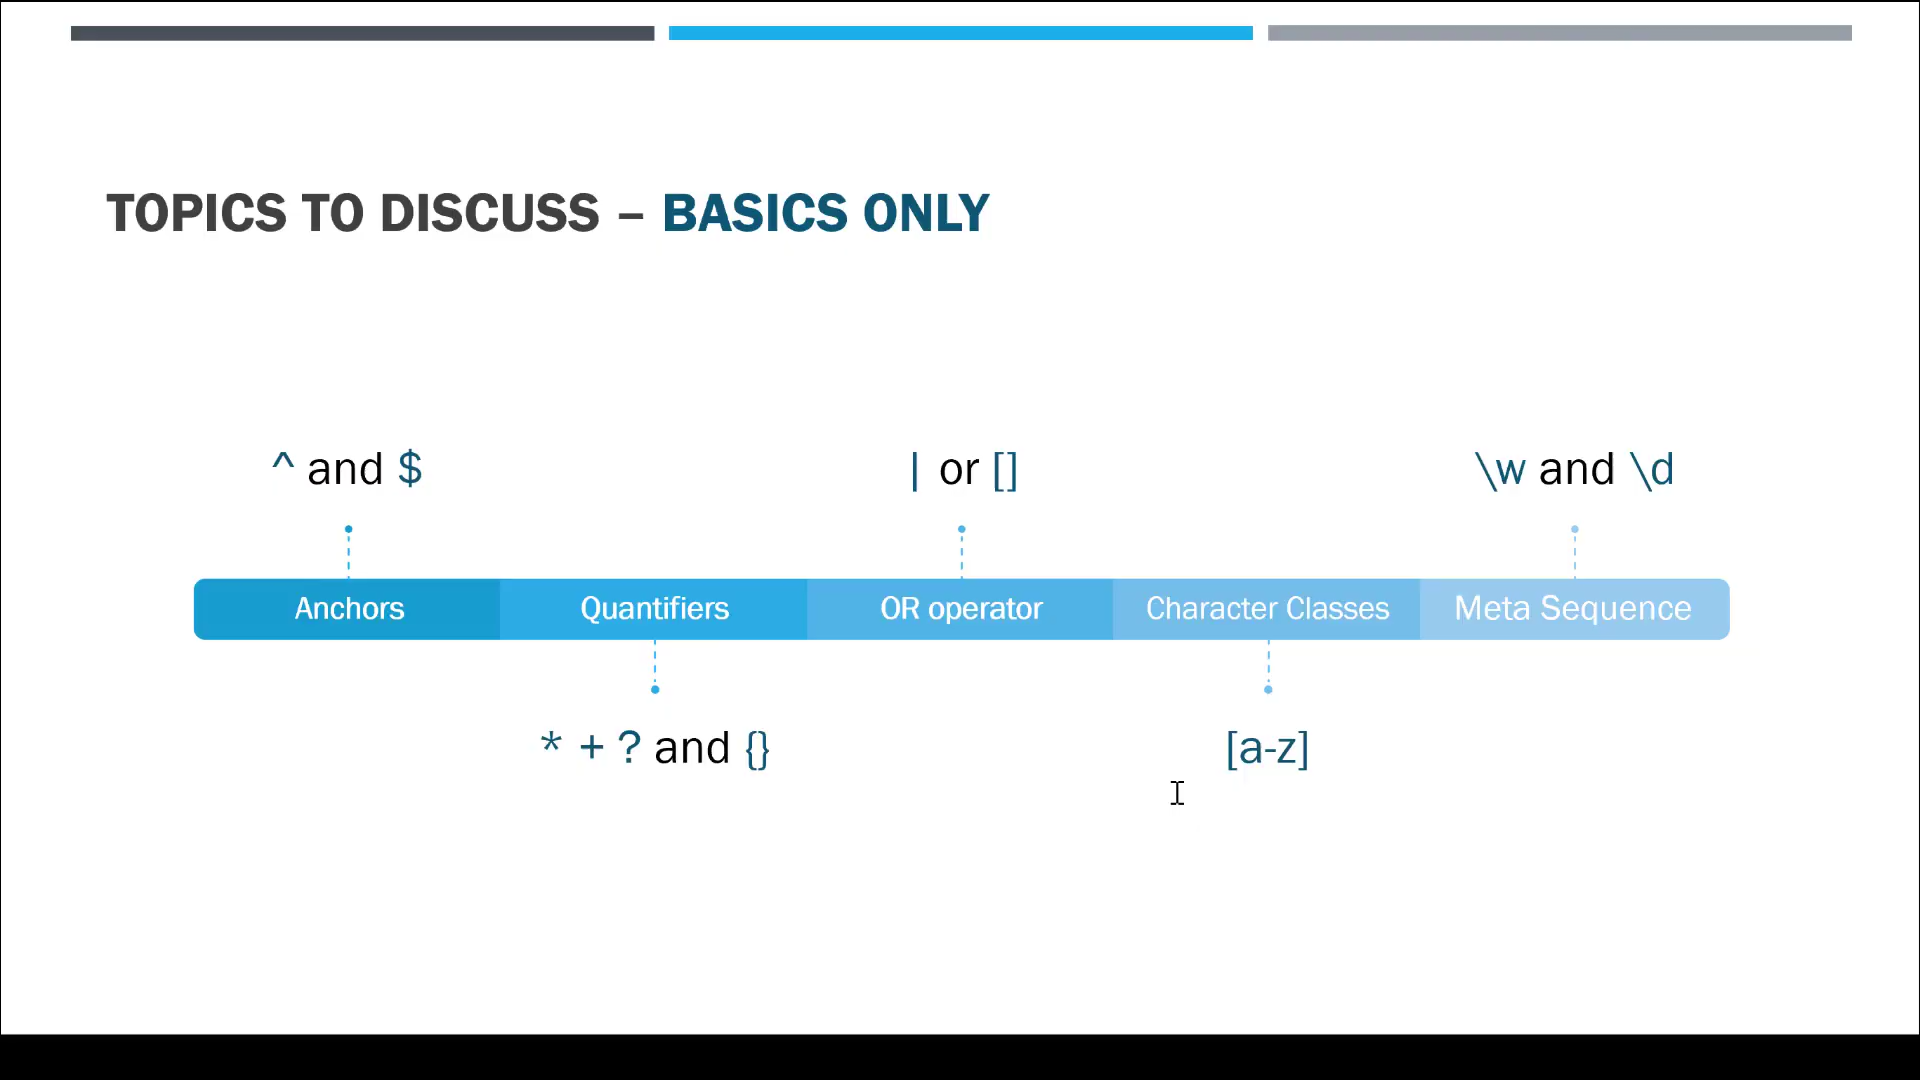 TOPICS TO DISCUSS – BASICS ONLY
^ and $
| or []
\w and \d
Anchors
Quantifiers
OR operator
Character Classes
Meta Sequence
* + ? and {}
[a-z]